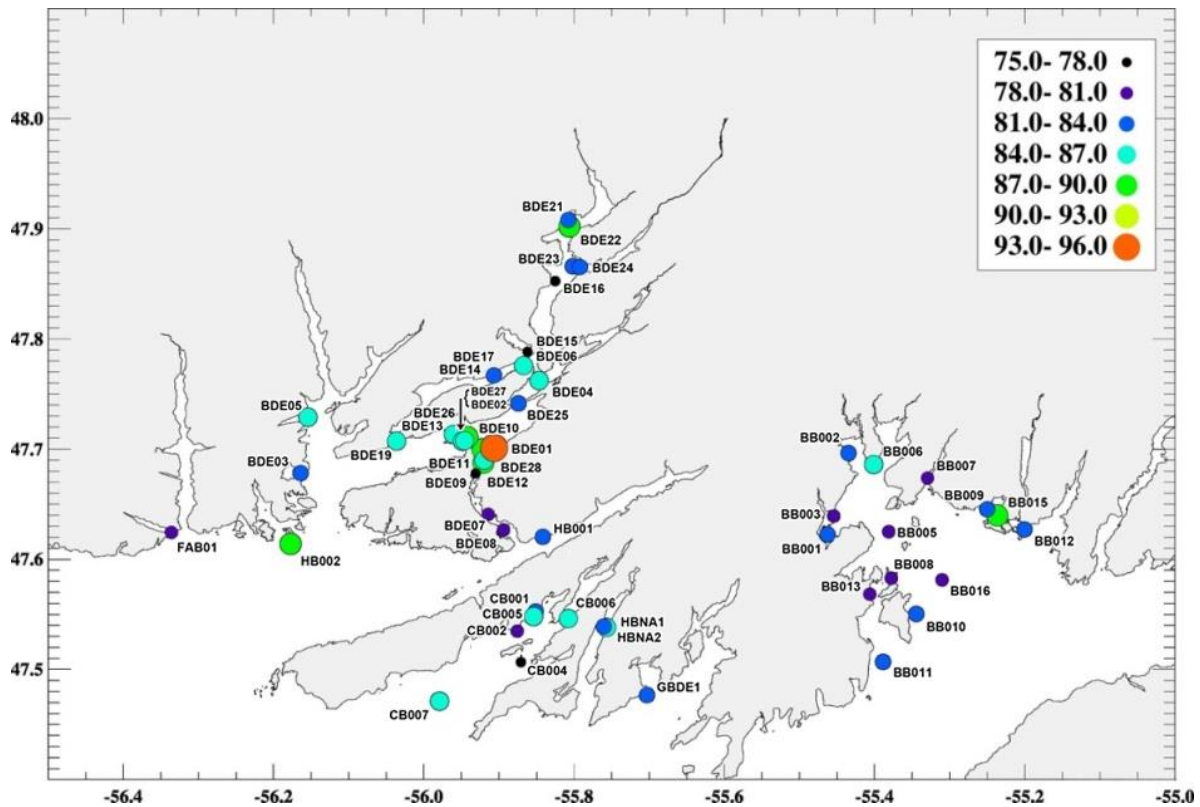 75.0- 78.0
78.0- 81.0
81.0- 84.0
84.0- 87.0
87.0- 90.0
90.0- 93.0
93.0- 96.0
48.0
47.9
47.8
47.7
47.6
47.5
BDE21
BDE22
BDE23
BDE24
BDE16
BDE15
BDE17
BDE06
BDE14
BDE27
BDE04
BDE02
BDE05
BDE26
BDE25
BDE13
BDE10
BDE19
BDE01
BDE11
BDE28
BDE03
BDE09
BDE12
BDE07
BDE08
HB001
FAB01
HB002
BB002
BB006
BB007
BB009
BB015
BB003
BB005
BB001
BB012
BB008
BB013
BB016
BB010
BB011
CB001
CB006
CB005
CB002
HBNA1
HBNA2
CB004
GBDE1
CB007
-56.4
-56.2
-56.0
-55.8
-55.6
-55.4
-55.2
-55.0